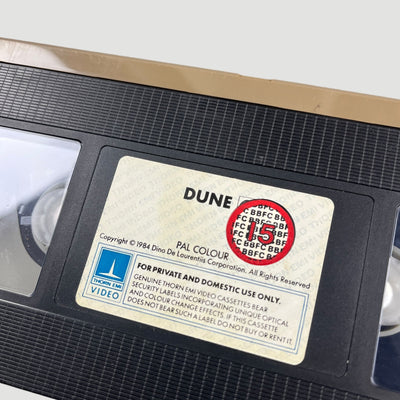 DUNE
BBFC BBFC
15
PAL COLOUR
Copyright © 1984 Dino De Laurentiis Corporation. All Rights Reserved
THORN EMI
VIDEO
FOR PRIVATE AND DOMESTIC USE ONLY.
GENUINE THORN EMI VIDEO CASSETTES BEAR
SECURITY LABELS INCORPORATING UNIQUE OPTICAL
AND COLOUR CHANGE EFFECTS. IF THIS CASSETTE
DOES NOT BEAR SUCH A LABEL DO NOT BUY OR RENT IT.